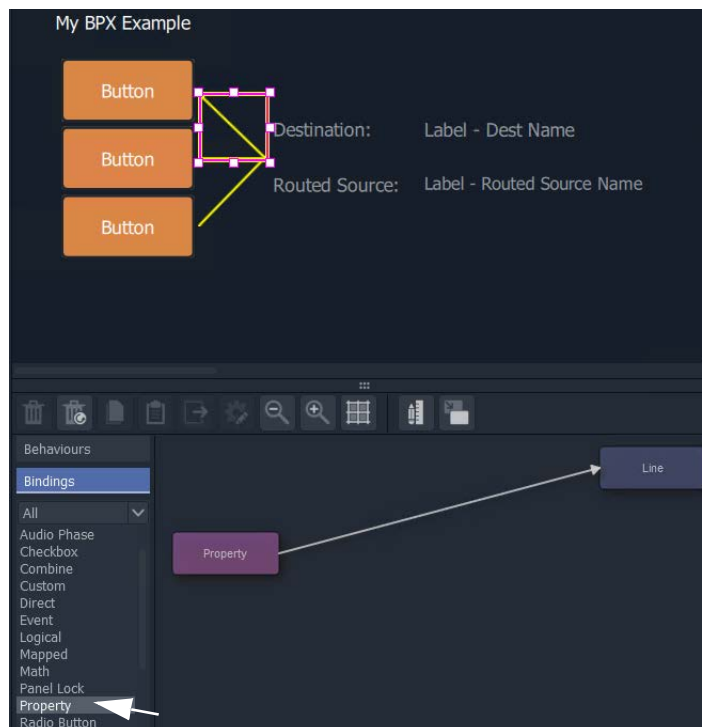 My BPX Example
Button
Button
Destination: Label - Dest Name
Routed Source: Label - Routed Source Name
Button
Behaviours
Bindings
Line
All
Audio Phase
Checkbox
Combine
Property
Custom
Direct
Event
Logical
Mapped
Math
Panel Lock
Property
Radio Button